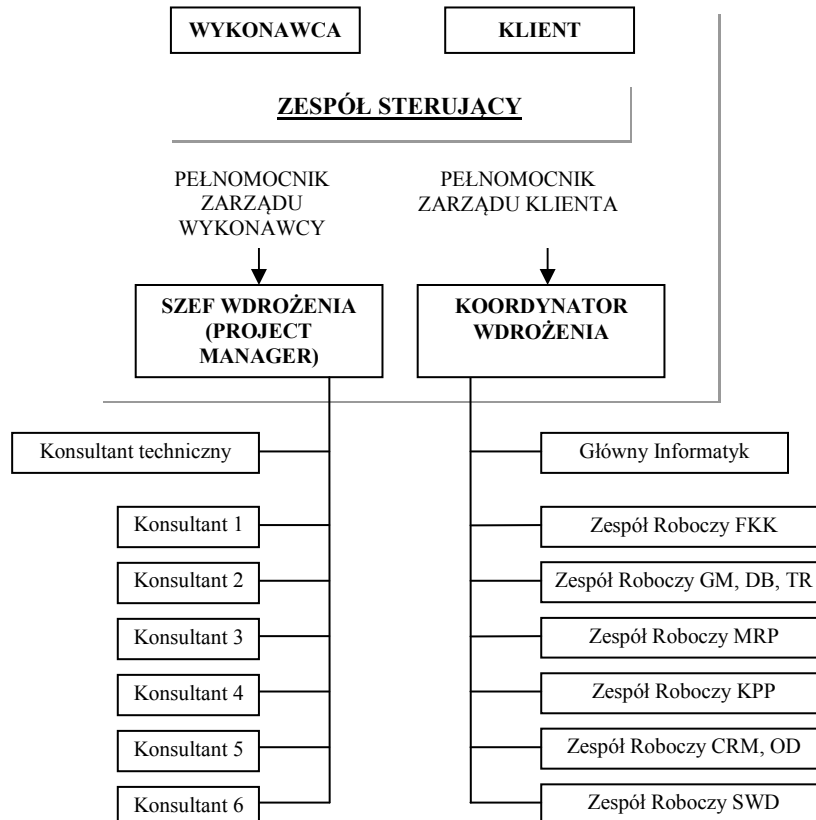 WYKONAWCA
KLIENT
ZESPÓŁ STERUJĄCY
PEŁNOMOCNIK
ZARZĄDU
WYKONAWCY
PEŁNOMOCNIK
ZARZĄDU KLIENTA
SZEF WDROŻENIA
(PROJECT
MANAGER)
KOORDYNATOR
WDROŻENIA
Konsultant techniczny
Główny Informatyk
Konsultant 1
Zespół Roboczy FKK
Konsultant 2
Zespół Roboczy GM, DB, TR
Konsultant 3
Zespół Roboczy MRP
Konsultant 4
Zespół Roboczy KPP
Konsultant 5
Zespół Roboczy CRM, OD
Konsultant 6
Zespół Roboczy SWD